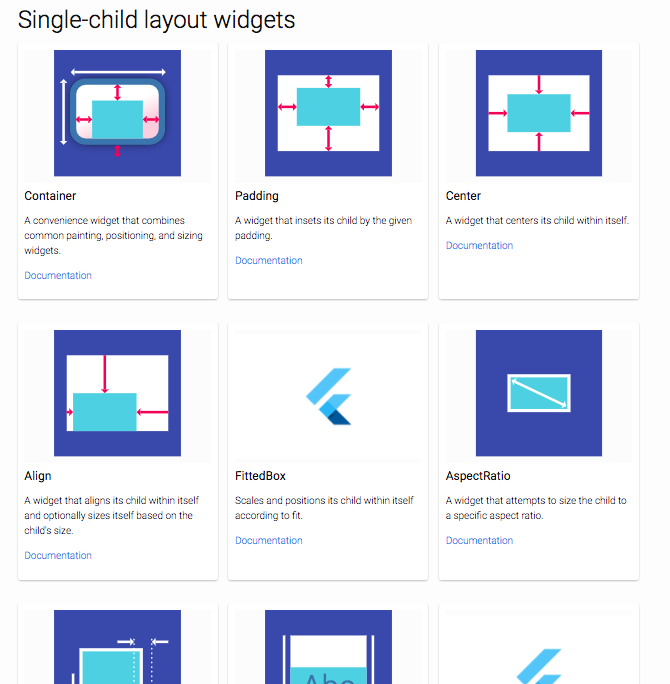 Single-child layout widgets
Container
A convenience widget that combines
common painting, positioning, and sizing
widgets.
Documentation
Padding
A widget that insets its child by the given
padding.
Documentation
Center
A widget that centers its child within itself.
Documentation
Align
A widget that aligns its child within itself
and optionally sizes itself based on the
child's size.
Documentation
FittedBox
Scales and positions its child within itself
according to fit.
Documentation
AspectRatio
A widget that attempts to size the child to
a specific aspect ratio.
Documentation
Abc